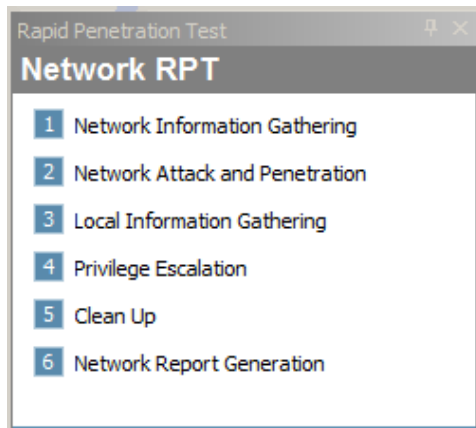 Rapid Penetration Test
Network RPT
1 Network Information Gathering
2 Network Attack and Penetration
3 Local Information Gathering
4 Privilege Escalation
5 Clean Up
6 Network Report Generation